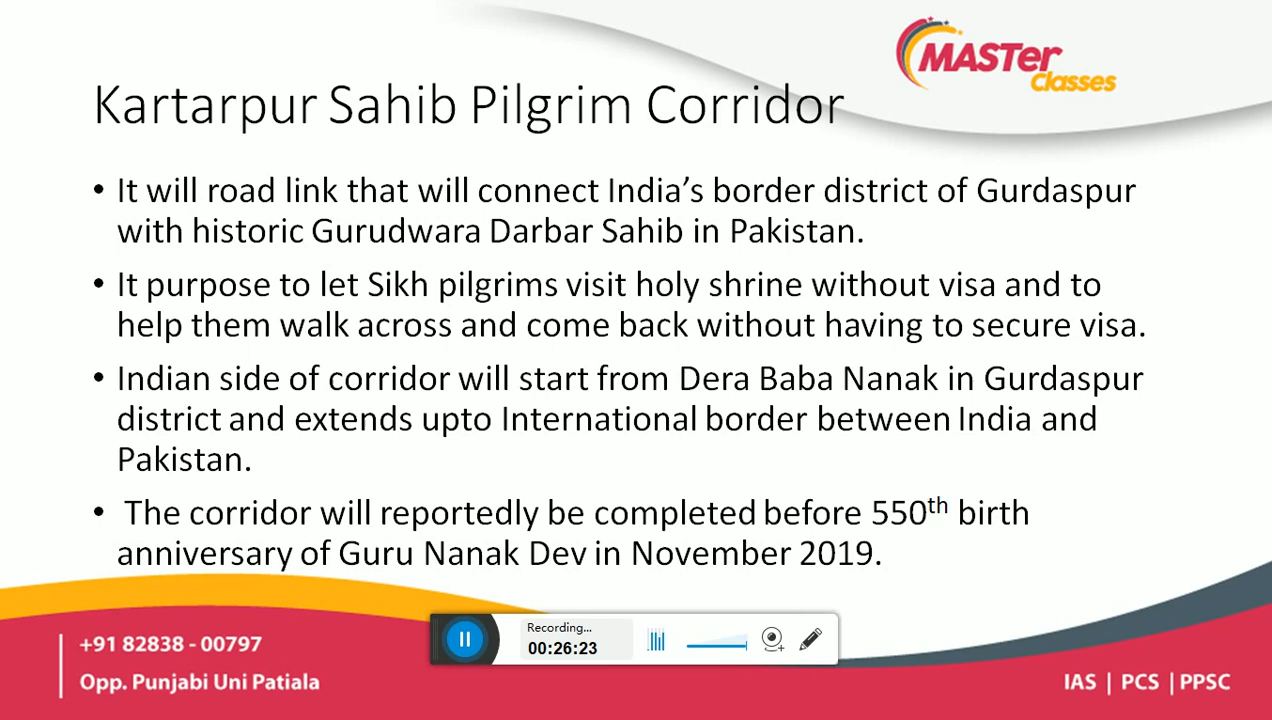 MASTer
Classes
Kartarpur Sahib Pilgrim Corridor
• It will road link that will connect India’s border district of Gurdaspur
with historic Gurudwara Darbar Sahib in Pakistan.
• It purpose to let Sikh pilgrims visit holy shrine without visa and to
help them walk across and come back without having to secure visa.
• Indian side of corridor will start from Dera Baba Nanak in Gurdaspur
district and extends upto International border between India and
Pakistan.
• The corridor will reportedly be completed before 550th birth
anniversary of Guru Nanak Dev in November 2019.
Recording...
00:26:23
+91 82838 - 00797
Opp. Punjabi Uni Patiala
IAS | PCS | PPSC